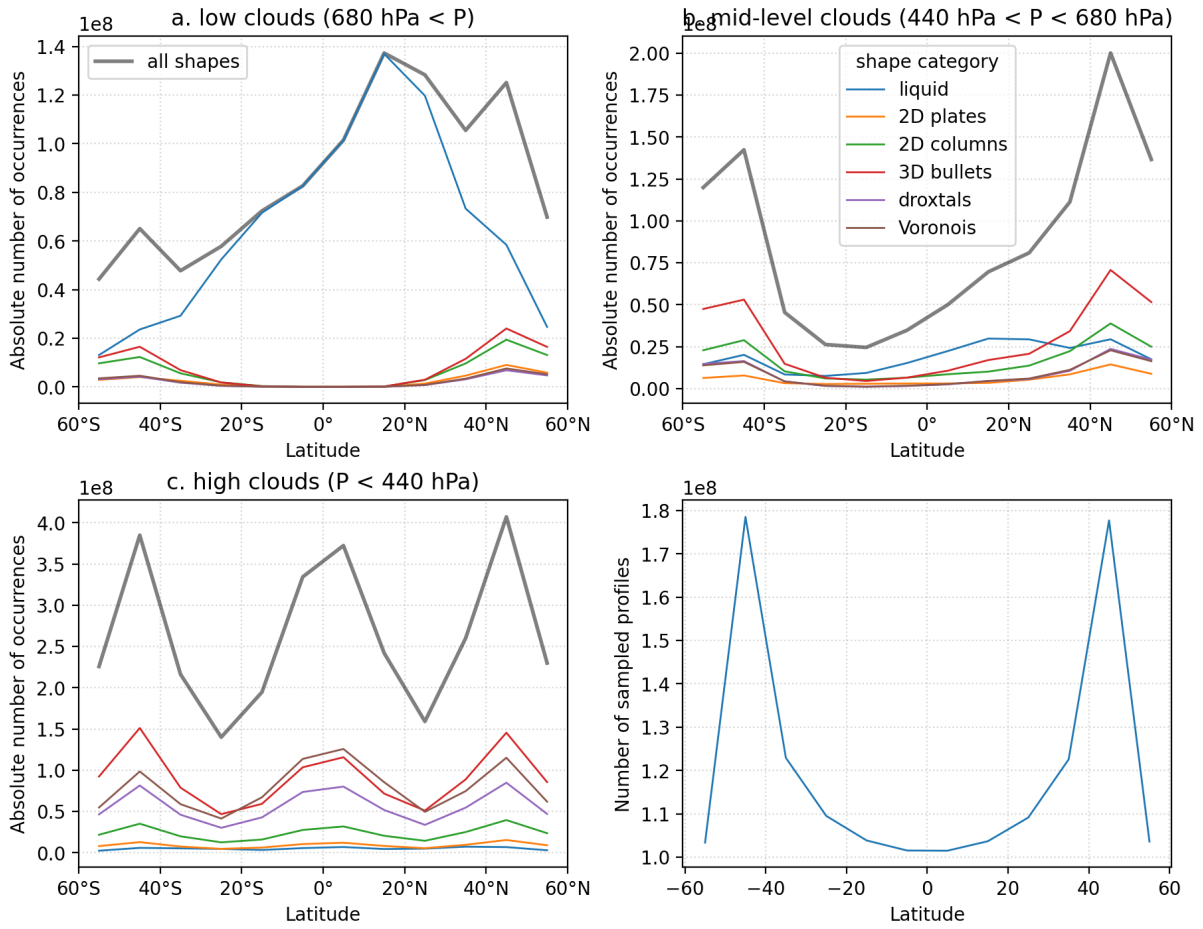 1e8
a. low clouds (680 hPa < P)
Absolute number of occurrences
1.4
1.2
1.0
0.8
0.6
0.4
0.2
0.0
all shapes
60°S
40°S
20°S
0°
20°N
40°N
60°N
Latitude
1e8
b. mid-level clouds (440 hPa < P < 680 hPa)
Absolute number of occurrences
2.00
1.75
1.50
1.25
1.00
0.75
0.50
0.25
0.00
shape category
liquid
2D plates
2D columns
3D bullets
droxtals
Voronois
60°S
40°S
20°S
0°
20°N
40°N
60°N
Latitude
1e8
c. high clouds (P < 440 hPa)
Absolute number of occurrences
4.0
3.5
3.0
2.5
2.0
1.5
1.0
0.5
0.0
60°S
40°S
20°S
0°
20°N
40°N
60°N
Latitude
1e8
Number of sampled profiles
1.8
1.7
1.6
1.5
1.4
1.3
1.2
1.1
1.0
−60
−40
−20
0
20
40
60
Latitude